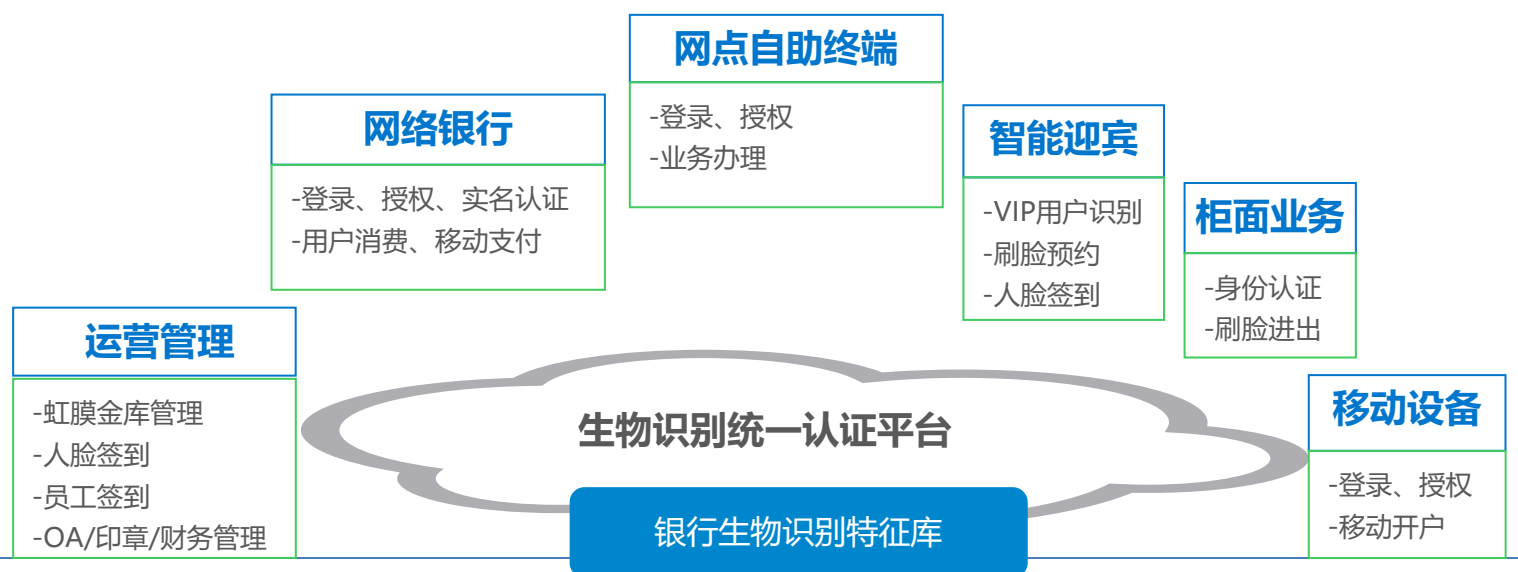 网点自助终端
-登录、授权
-业务办理
网络银行
-登录、授权、实名认证
-用户消费、移动支付
智能迎宾
-VIP用户识别
-刷脸预约
-人脸签到
柜面业务
-身份认证
-刷脸进出
运营管理
-虹膜金库管理
-人脸签到
-员工签到
-OA/印章/财务管理
生物识别统一认证平台
银行生物识别特征库
移动设备
-登录、授权
-移动开户